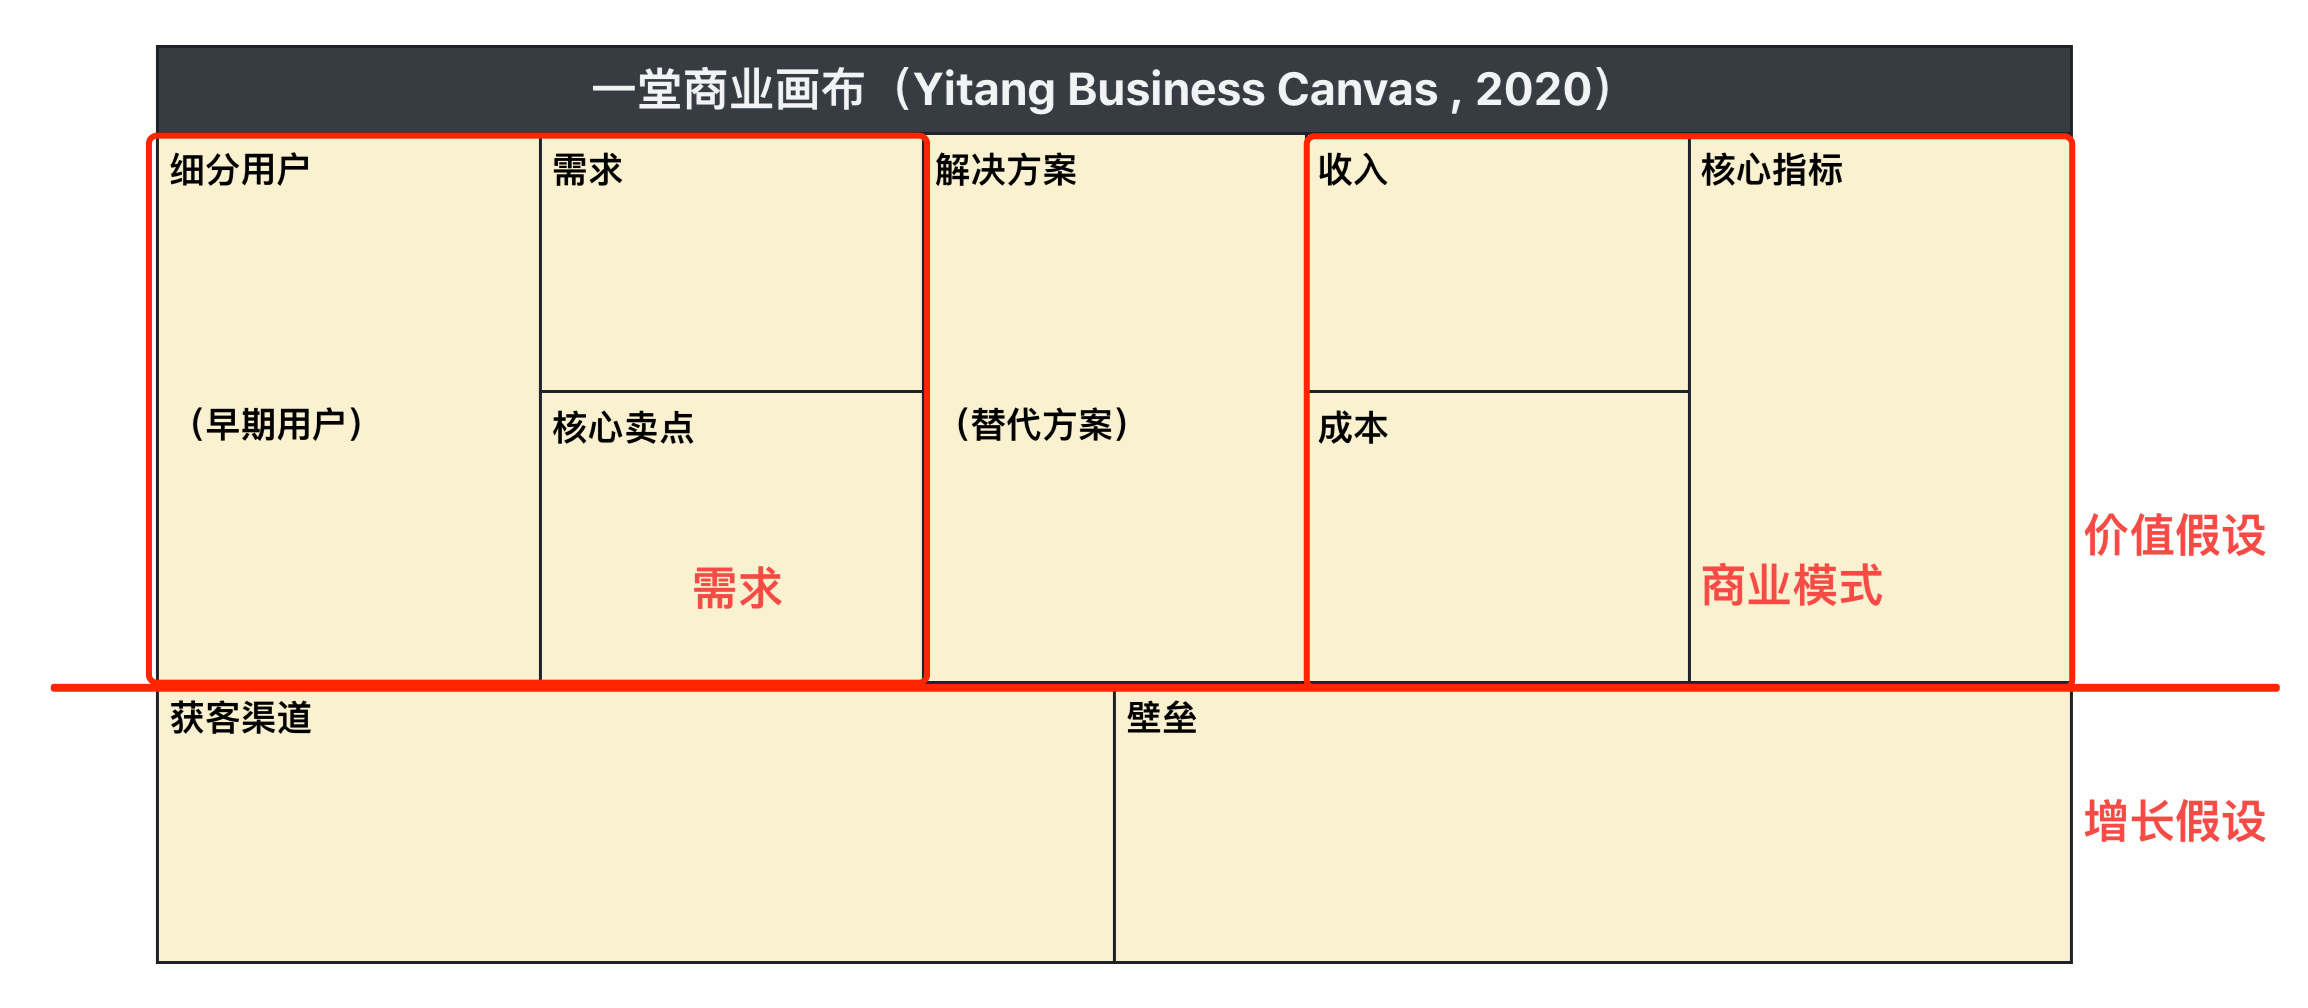 一堂商业画布（Yitang Business Canvas , 2020）
细分用户
（早期用户）
需求
核心卖点
需求
解决方案
（替代方案）
收入
成本
核心指标
商业模式
价值假设
获客渠道
壁垒
增长假设